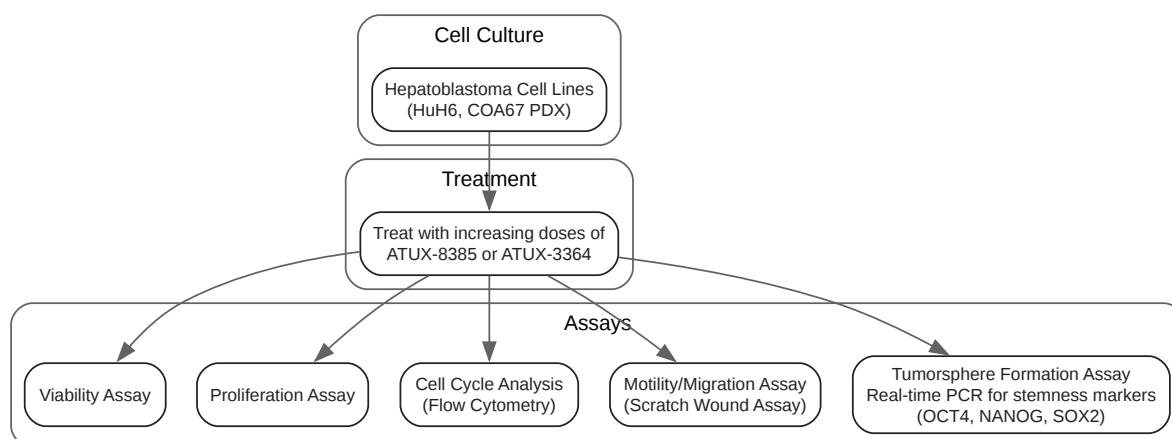 Cell Culture
Hepatoblastoma Cell Lines
(HuH6, COA67 PDX)
Treatment
Treat with increasing doses of
ATUX-8385 or ATUX-3364
Assays
Viability Assay
Proliferation Assay
Cell Cycle Analysis
(Flow Cytometry)
Motility/Migration Assay
(Scratch Wound Assay)
Tumorsphere Formation Assay
Real-time PCR for stemness markers
(OCT4, NANOG, SOX2)